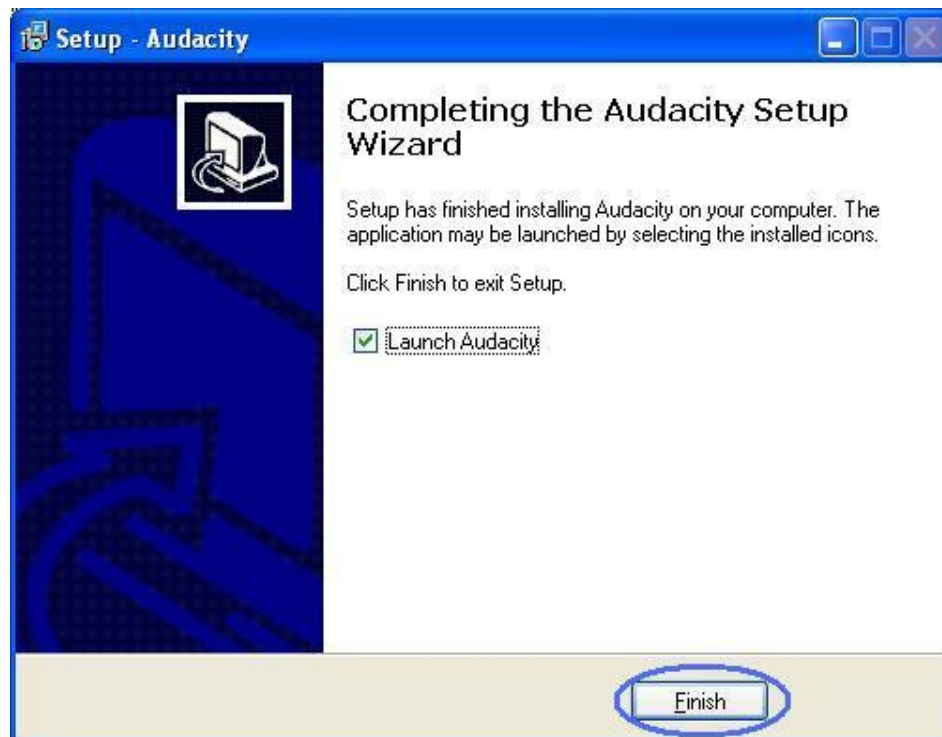 Setup - Audacity
Completing the Audacity Setup
Wizard
Setup has finished installing Audacity on your computer. The
application may be launched by selecting the installed icons.
Click Finish to exit Setup.
Launch Audacity
Finish